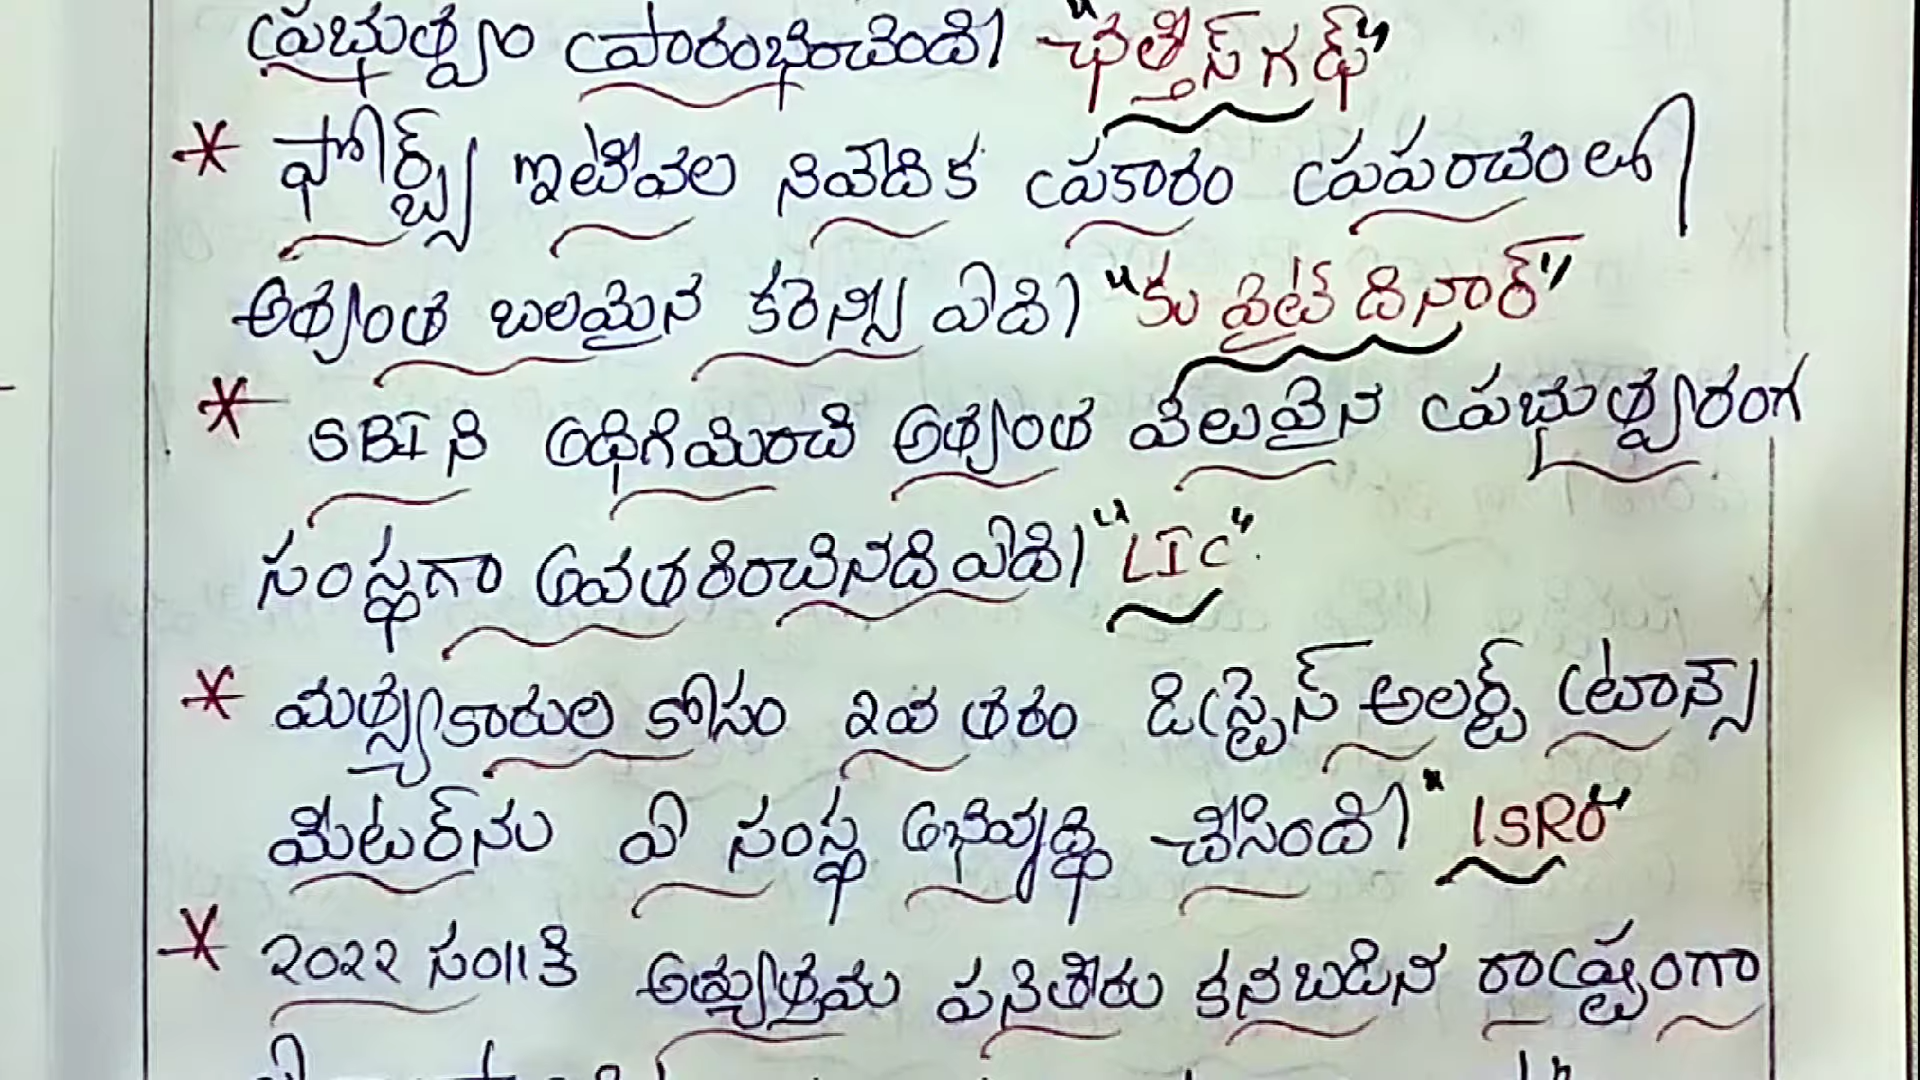 ప్రభుత్వం ప్రారంభించింది। "ఛత్తీస్ గఢ్"
* ఫోర్బ్స్ ఇటీవల నివేదిక ప్రకారం ప్రపంచంలో
అత్యంత బలమైన కరెన్సీ ఏది। "కువైట్ దినార్"
* SBI ని అధిగమించి అత్యంత విలువైన ప్రభుత్వరంగ
సంస్థగా అవతరించినది ఏది। "LIC"
* మత్స్యకారుల కోసం 2వ తరం డిస్ట్రెస్ అలర్ట్ ట్రాన్స్
మీటర్‌ను ఏ సంస్థ అభివృద్ధి చేసింది। "ISRO"
* 2022 సం॥కి అత్యుత్తమ పనితీరు కనబడిన రాష్ట్రంగా